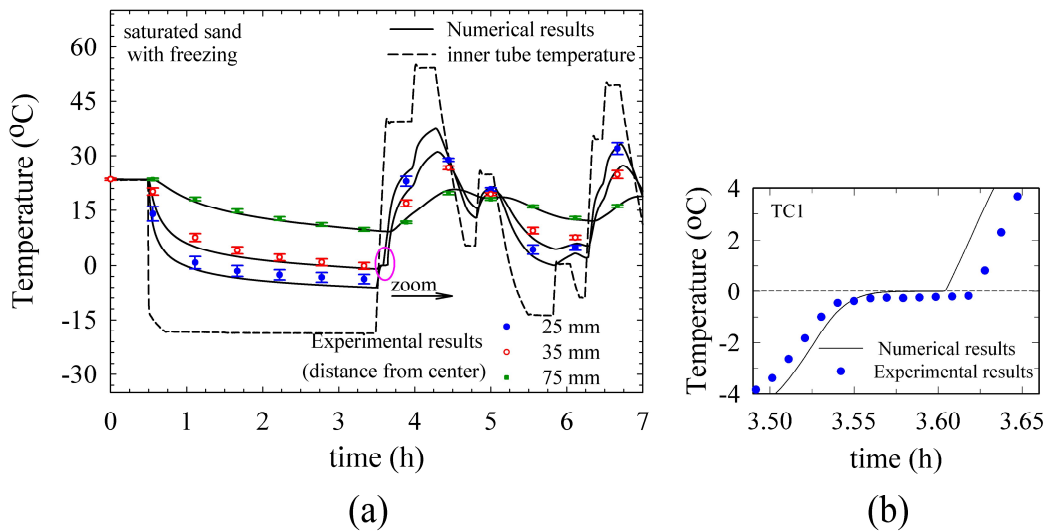 saturated sand
with freezing
Numerical results
inner tube temperature
60
45
30
15
0
-15
-30
Temperature (ºC)
zoom
Experimental results
(distance from center)
25 mm
35 mm
75 mm
0 1 2 3 4 5 6 7
time (h)
(a)
TC1
4
2
0
-2
-4
Temperature (ºC)
Numerical results
Experimental results
3.50 3.55 3.60 3.65
time (h)
(b)